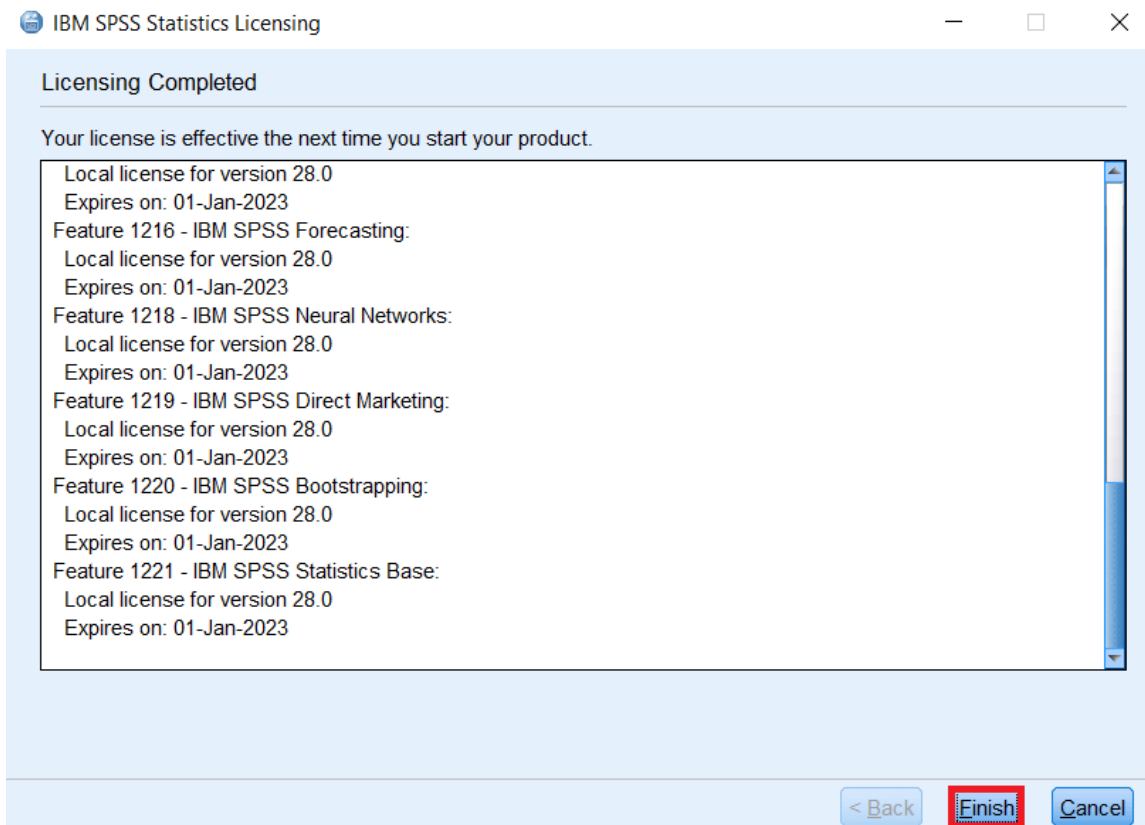 IBM SPSS Statistics Licensing
Licensing Completed
Your license is effective the next time you start your product.
Local license for version 28.0
Expires on: 01-Jan-2023
Feature 1216 - IBM SPSS Forecasting:
Local license for version 28.0
Expires on: 01-Jan-2023
Feature 1218 - IBM SPSS Neural Networks:
Local license for version 28.0
Expires on: 01-Jan-2023
Feature 1219 - IBM SPSS Direct Marketing:
Local license for version 28.0
Expires on: 01-Jan-2023
Feature 1220 - IBM SPSS Bootstrapping:
Local license for version 28.0
Expires on: 01-Jan-2023
Feature 1221 - IBM SPSS Statistics Base:
Local license for version 28.0
Expires on: 01-Jan-2023
< Back Finish Cancel